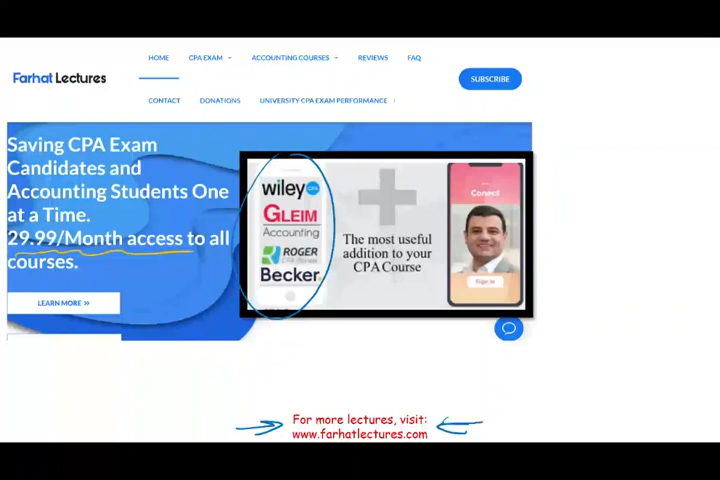 Farhat Lectures
HOME CPA EXAM ACCOUNTING COURSES REVIEWS FAQ
SUBSCRIBE
CONTACT DONATIONS UNIVERSITY CPA EXAM PERFORMANCE
Saving CPA Exam
Candidates and
Accounting Students One
at a Time.
29.99/Month access to all
courses.
LEARN MORE »
wiley CPA
GLEIM
Accounting
ROGER
CPA Review
Becker.
The most useful
addition to your
CPA Course
Conect
Sign in
For more lectures, visit:
www.farhatlectures.com